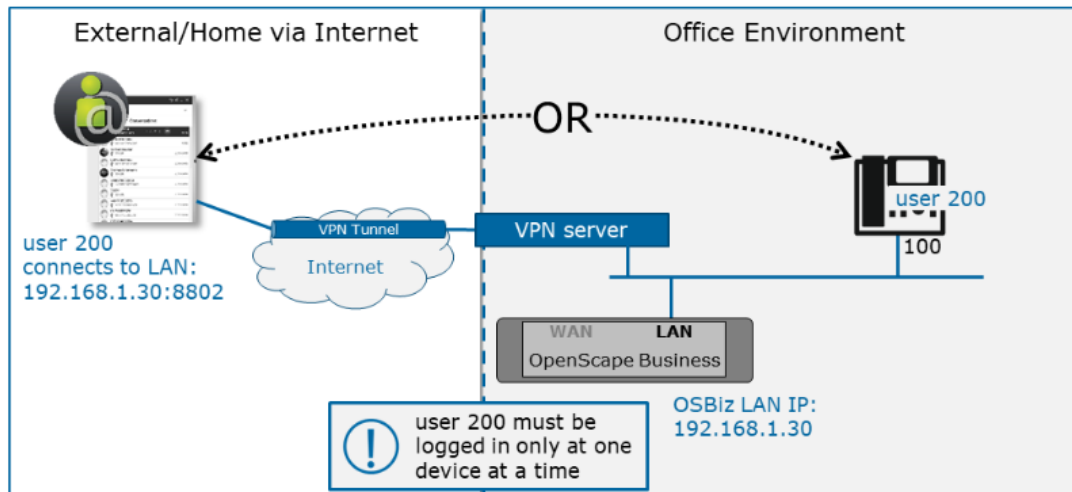 External/Home via Internet
Office Environment
OR
@
user 200
100
VPN Tunnel
VPN server
Internet
user 200
connects to LAN:
192.168.1.30:8802
WAN
LAN
OpenScape Business
OSBiz LAN IP:
192.168.1.30
!
user 200 must be
logged in only at one
device at a time